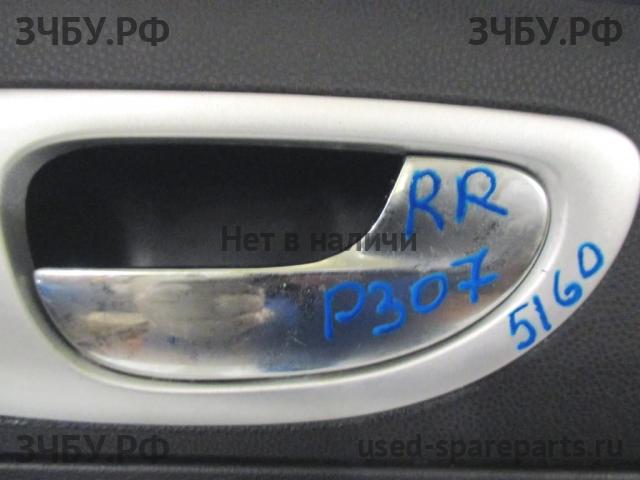 ЗЧБУ.РФ ЗЧБУ.РФ
RR
Нет в наличи
P307
5160
ЗЧБУ.РФ used-spareparts.ru